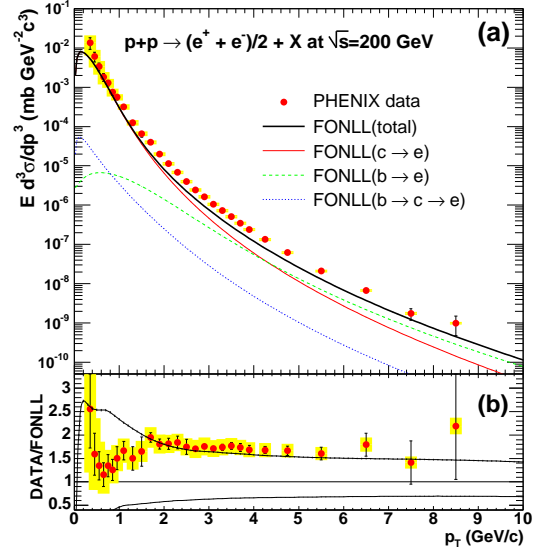 p+p → (e⁺ + e⁻)/2 + X at √s=200 GeV
(a)
E d³σ/dp³ (mb GeV⁻²c³)
10⁻²
10⁻¹
10⁻²
10⁻³
10⁻⁴
10⁻⁵
10⁻⁶
10⁻⁷
10⁻⁸
10⁻⁹
10⁻¹⁰
PHENIX data
FONLL(total)
FONLL(c → e)
FONLL(b → e)
FONLL(b → c → e)
(b)
DATA/FONLL
3
2.5
2
1.5
1
0.5
0 1 2 3 4 5 6 7 8 9 10
p_T (GeV/c)